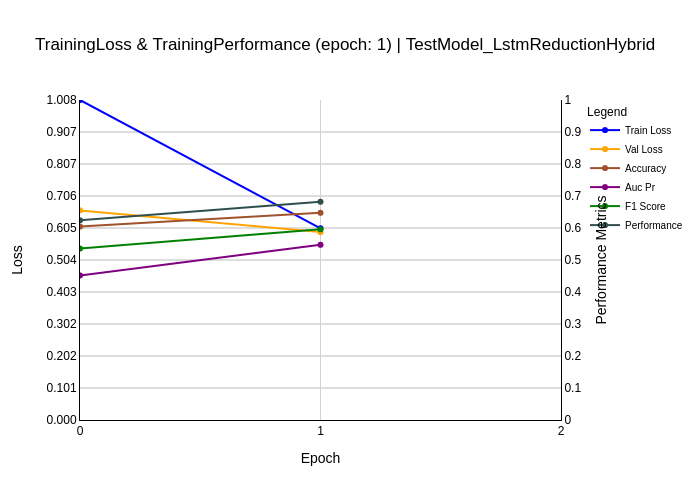 TrainingLoss & TrainingPerformance (epoch: 1) | TestModel_LstmReductionHybrid
1.008
0.907
0.807
0.706
0.605
0.504
0.403
0.302
0.202
0.101
0.000
Loss
0
1
2
Epoch
1
0.9
0.8
0.7
0.6
0.5
0.4
0.3
0.2
0.1
0
Performance Metrics
Legend
Train Loss
Val Loss
Accuracy
Auc Pr
F1 Score
Performance